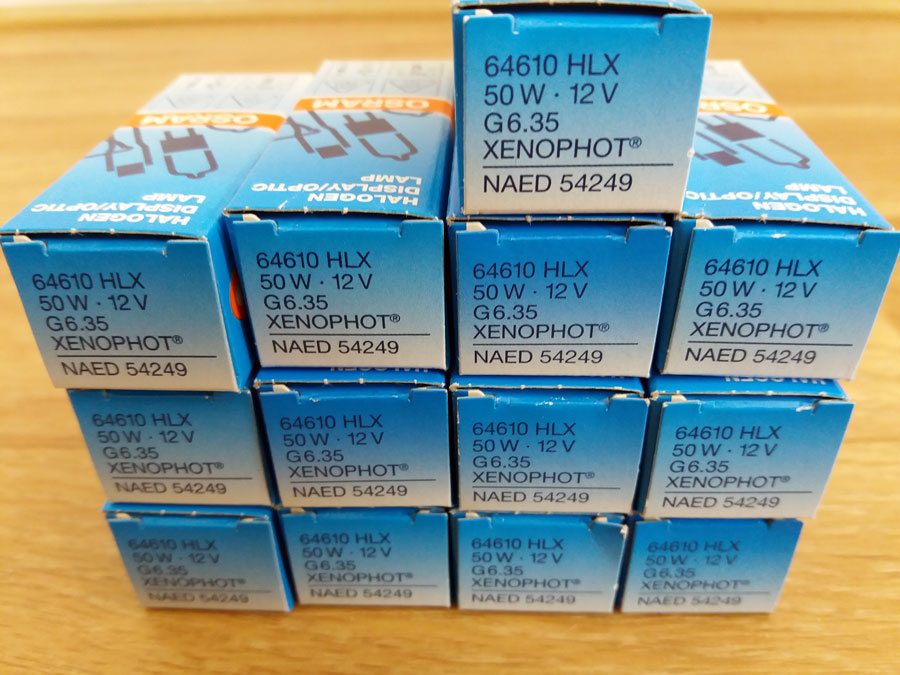 64610 HLX
50 W · 12 V
G6.35
XENOPHOT®
NAED 54249
OSRAM
HALOGEN
DISPLAY/OPTIC
LAMP
OSRAM
HALOGEN
DISPLAY/OPTIC
LAMP
OSRAM
HALOGEN
DISPLAY/OPTIC
LAMP
64610 HLX
50 W · 12 V
G6.35
XENOPHOT®
NAED 54249
64610 HLX
50 W · 12 V
G6.35
XENOPHOT®
NAED 54249
64610 HLX
50 W · 12 V
G6.35
XENOPHOT®
NAED 54249
64610 HLX
50 W · 12 V
G6.35
XENOPHOT®
NAED 54249
HALOGEN
HALOGEN
64610 HLX
50 W · 12 V
G6.35
XENOPHOT®
NAED 54249
64610 HLX
50 W · 12 V
G6.35
XENOPHOT®
NAED 54249
64610 HLX
50 W · 12 V
G6.35
XENOPHOT®
NAED 54249
64610 HLX
50 W · 12 V
G6.35
XENOPHOT®
NAED 54249
64610 HLX
50 W · 12 V
G6.35
XENOPHOT®
NAED 54249
64610 HLX
50 W · 12 V
G6.35
XENOPHOT®
NAED 54249
64610 HLX
50 W · 12 V
G6.35
XENOPHOT®
NAED 54249
64610 HLX
50 W · 12 V
G6.35
XENOPHOT®
NAED 54249